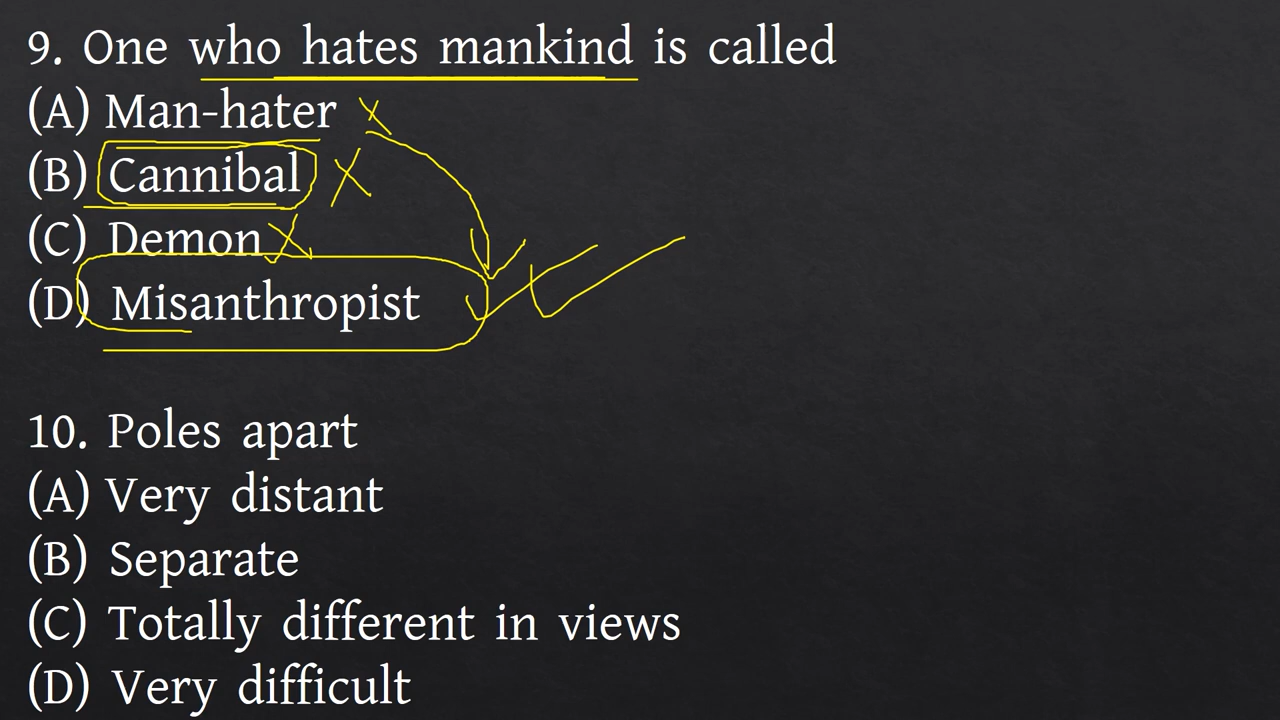 9. One who hates mankind is called
(A) Man-hater
(B) Cannibal
(C) Demon
(D) Misanthropist
10. Poles apart
(A) Very distant
(B) Separate
(C) Totally different in views
(D) Very difficult